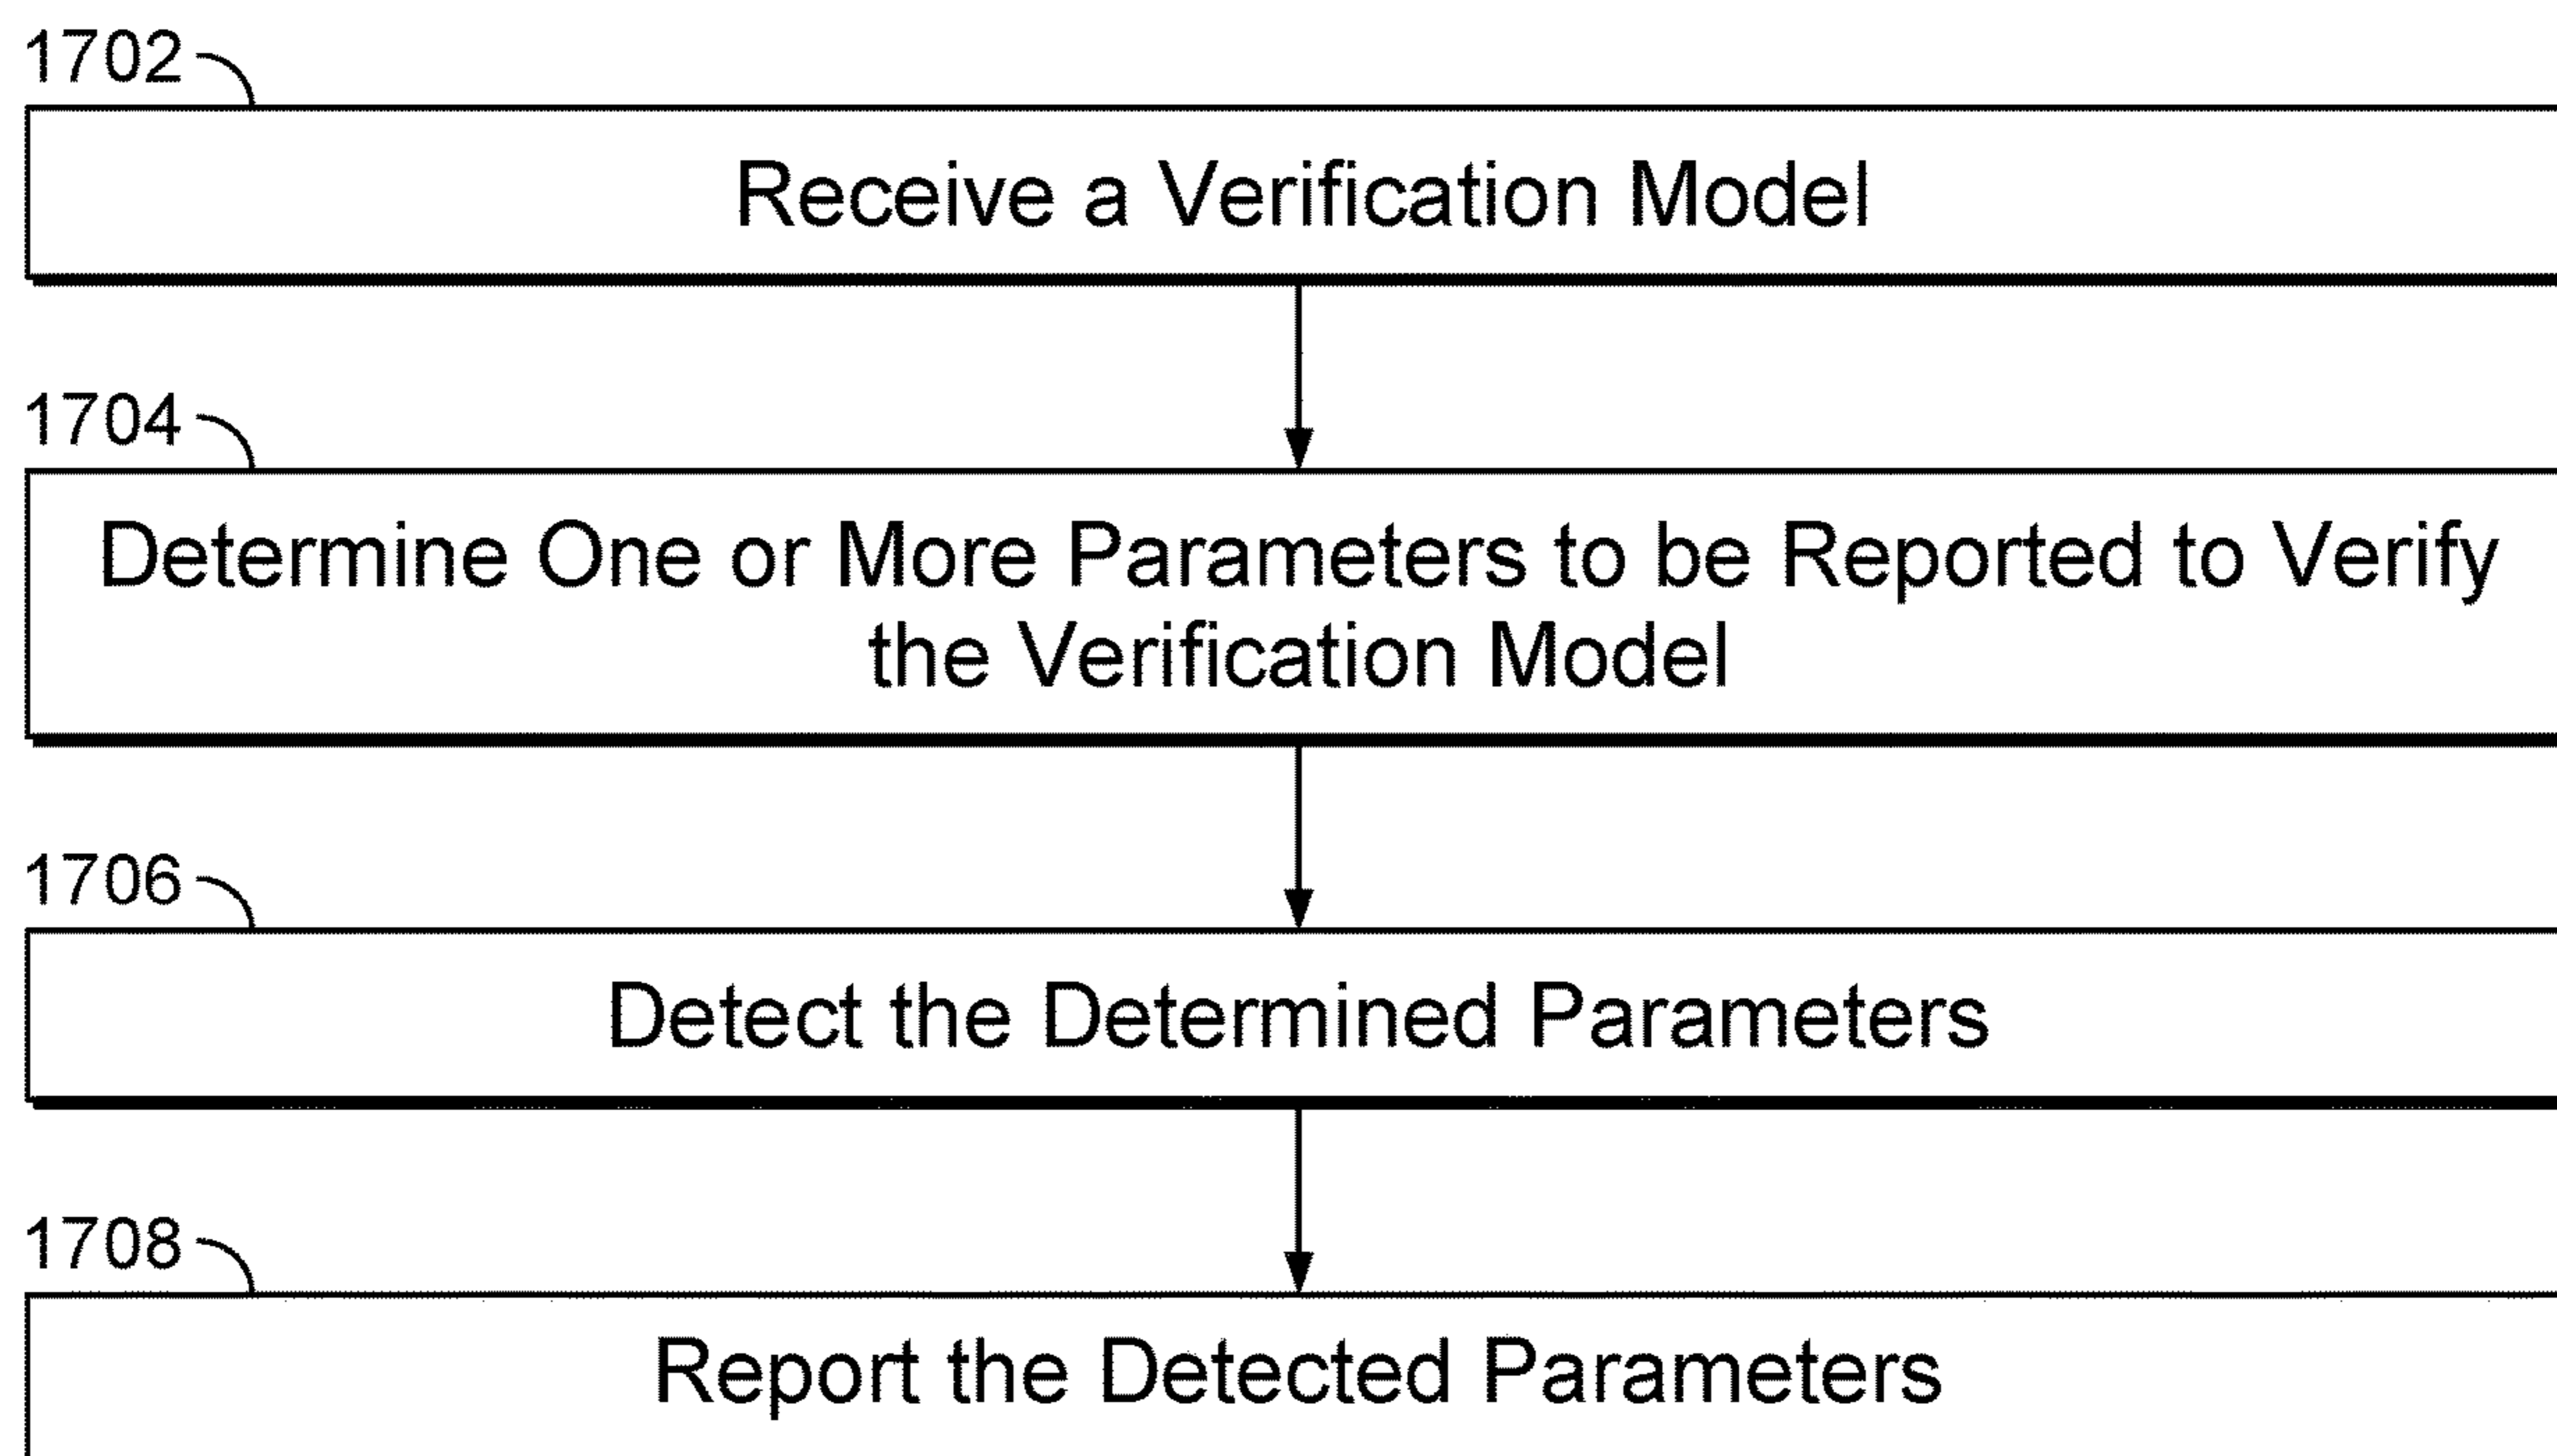 1702
Receive a Verification Model
1704
Determine One or More Parameters to be Reported to Verify
the Verification Model
1706
Detect the Determined Parameters
1708
Report the Detected Parameters